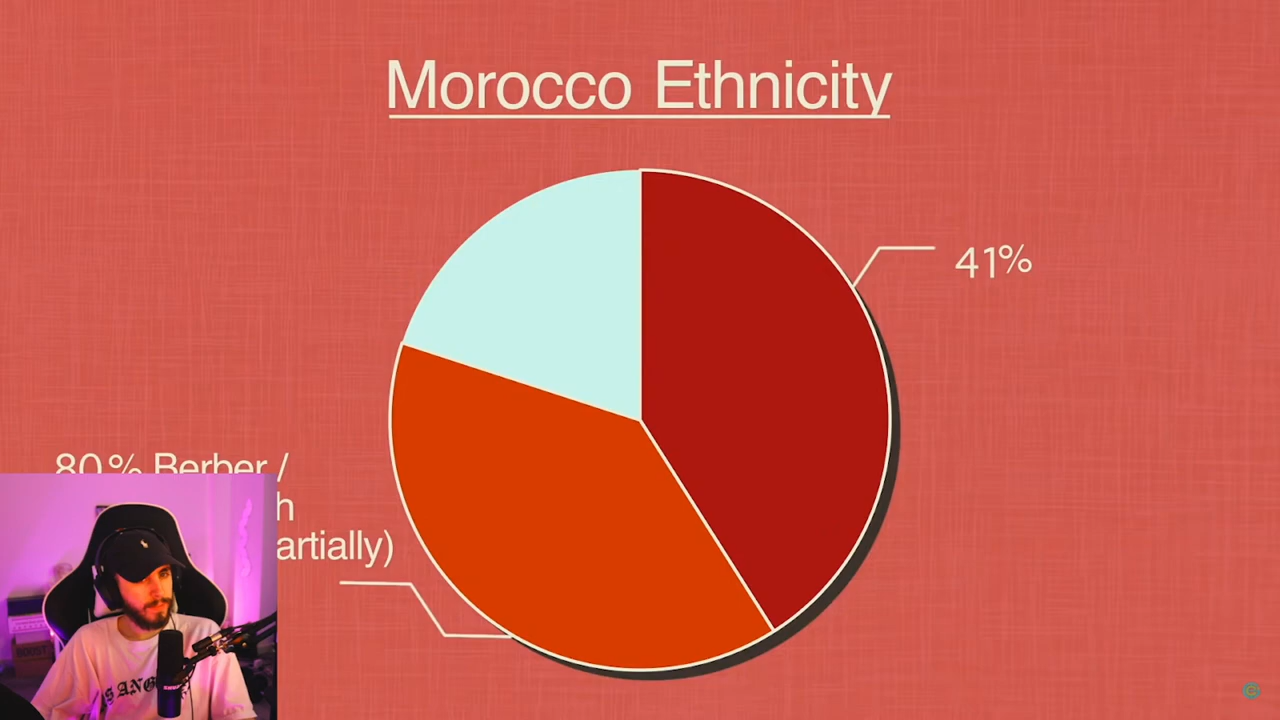 Morocco Ethnicity
41%
80% Berber /
h
artially)